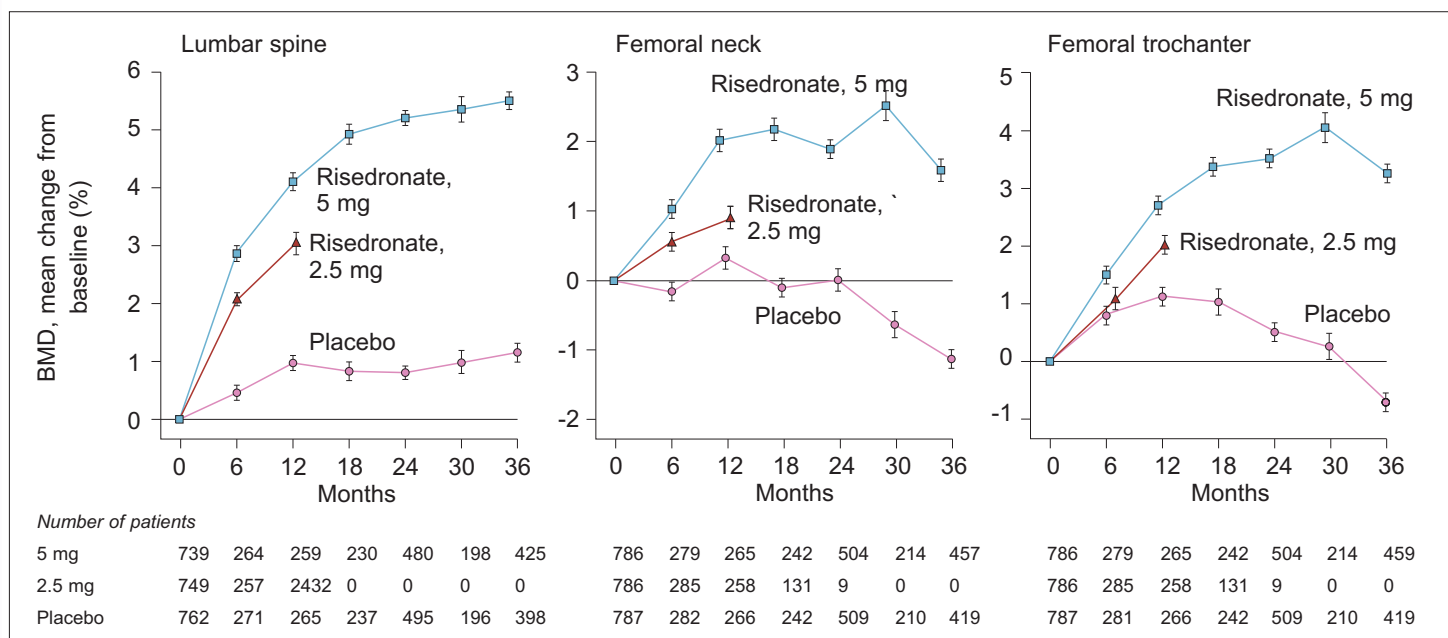 Lumbar spine
Femoral neck
Femoral trochanter
BMD, mean change from
baseline (%)
6
5
4
3
2
1
0
Risedronate,
5 mg
Risedronate,
2.5 mg
Placebo
0 6 12 18 24 30 36
Months
3
2
1
0
-1
-2
Risedronate, 5 mg
Risedronate, `
2.5 mg
Placebo
0 6 12 18 24 30 36
Months
5
4
3
2
1
0
-1
Risedronate, 5 mg
Risedronate, 2.5 mg
Placebo
0 6 12 18 24 30 36
Months
Number of patients
5 mg 739 264 259 230 480 198 425 786 279 265 242 504 214 457 786 279 265 242 504 214 459
2.5 mg 749 257 2432 0 0 0 0 786 285 258 131 9 0 0 786 285 258 131 9 0 0
Placebo 762 271 265 237 495 196 398 787 282 266 242 509 210 419 787 281 266 242 509 210 419